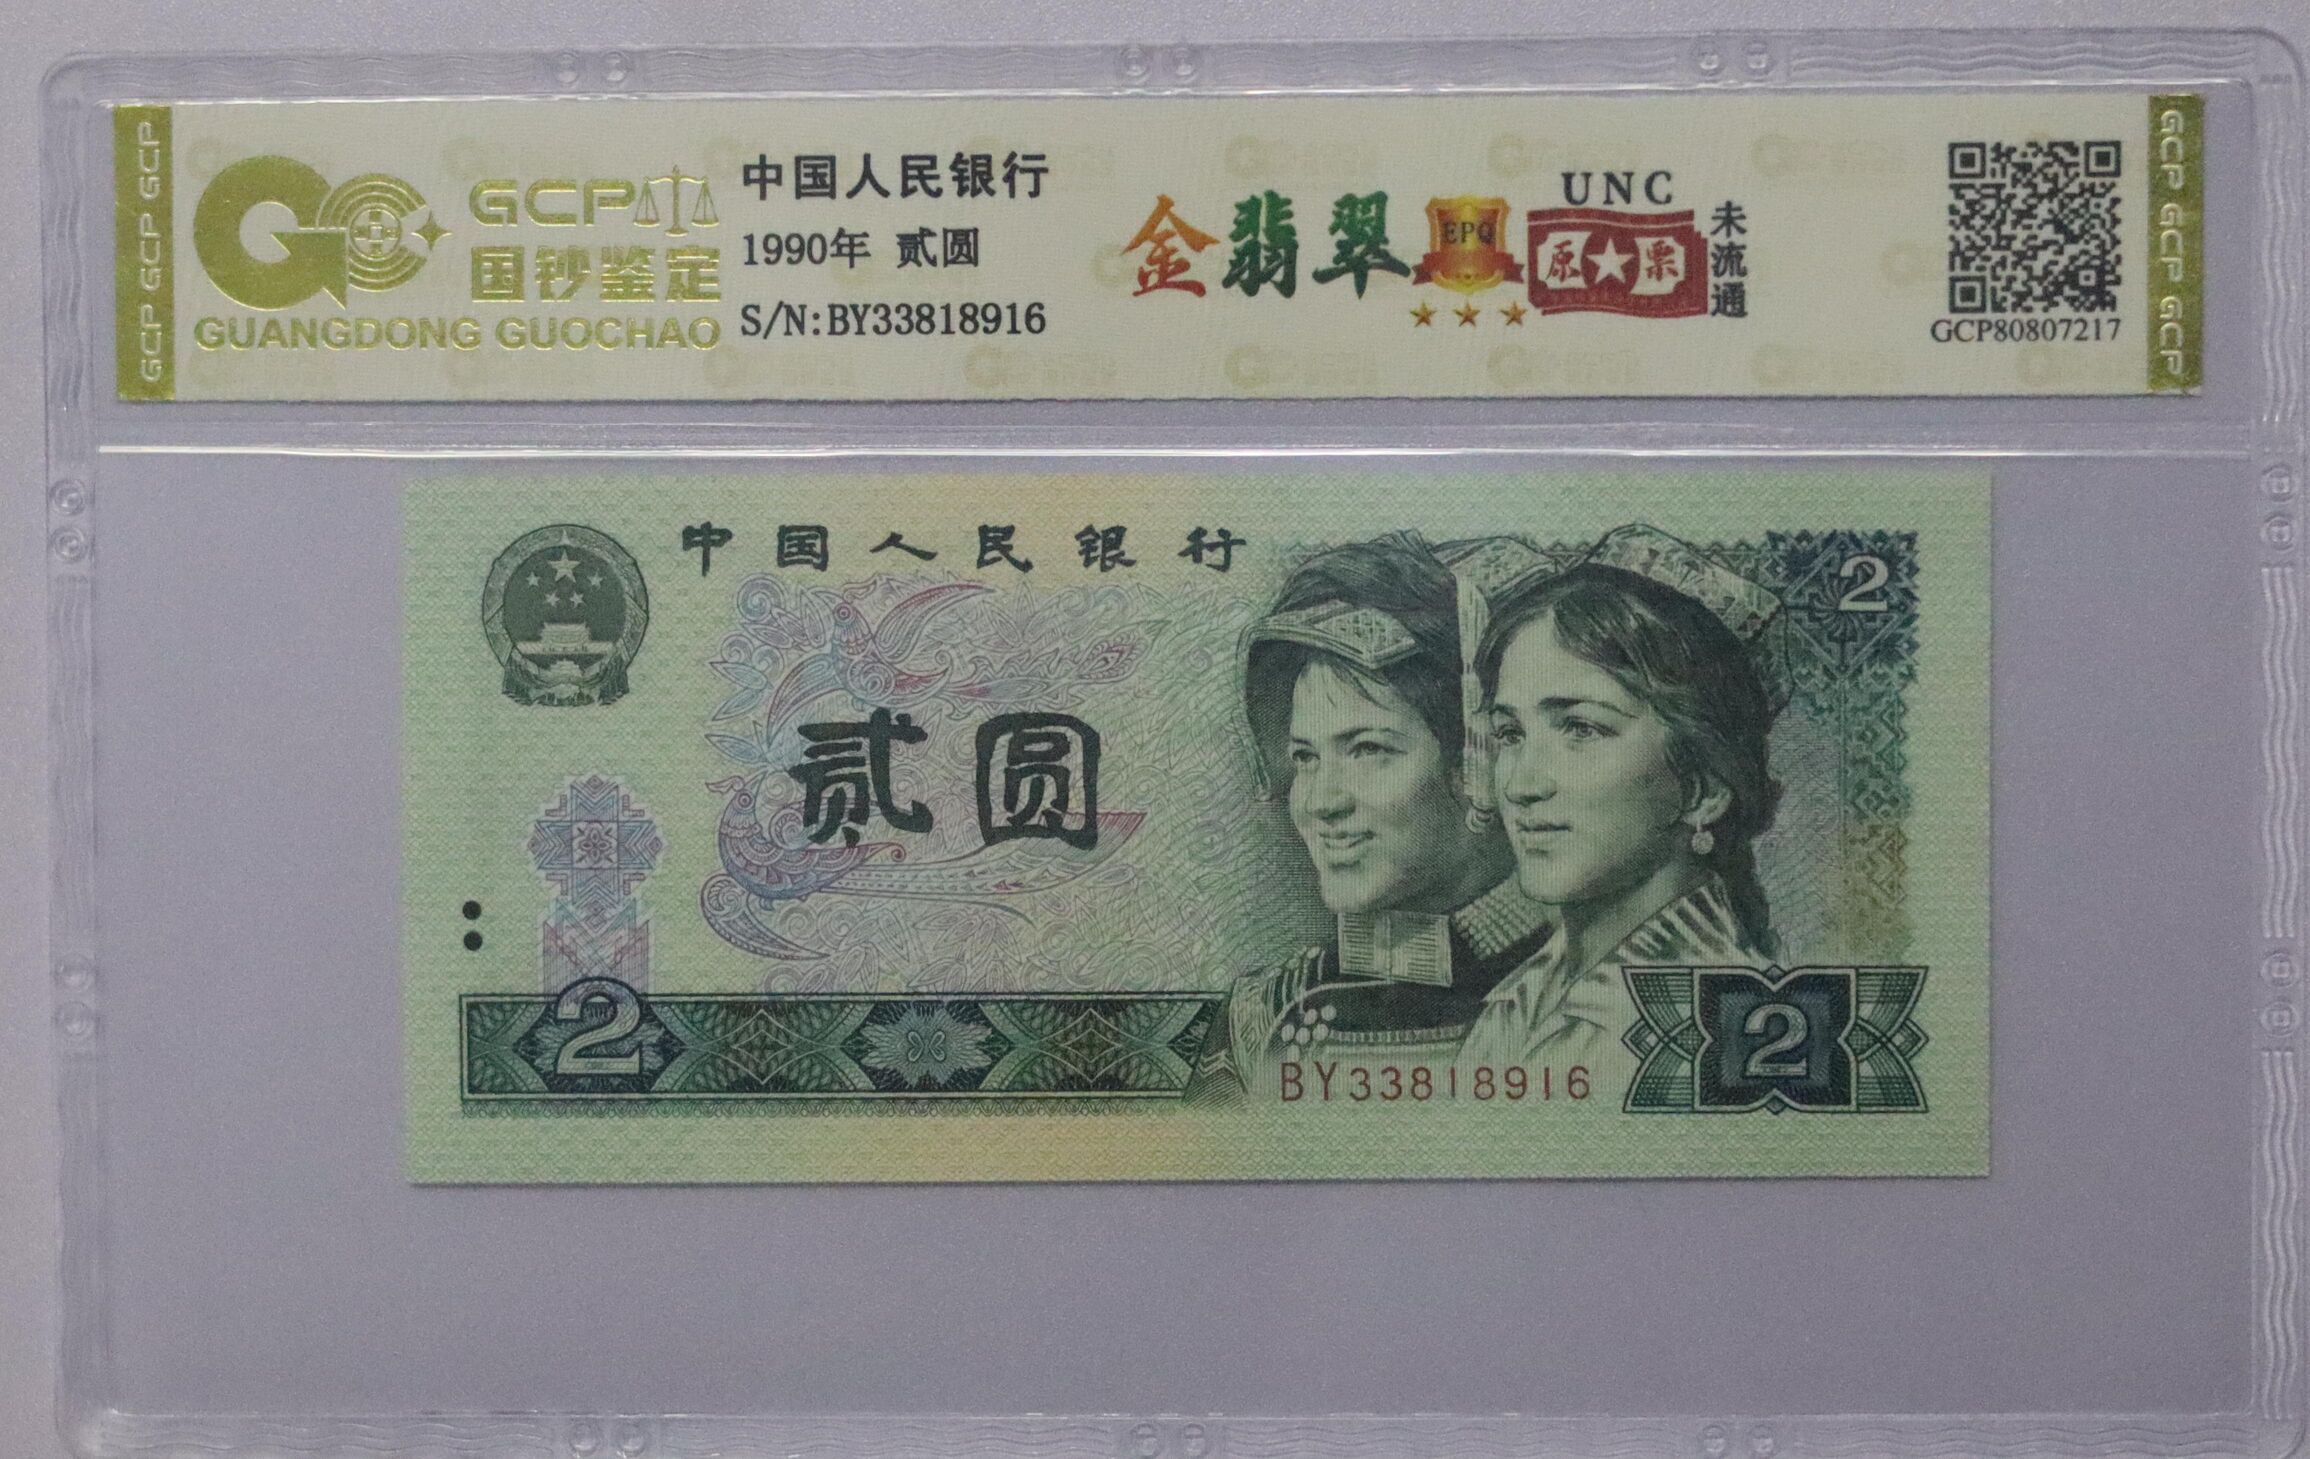 GCP GCP GCP
GCP
国钞鉴定
GUANGDONG GUOCHAO
中国人民银行
1990年 贰圆
S/N:BY33818916
金翡翠
EPQ
UNC
原★票
未流通
GCP80807217
GCP GCP GCP
中国人民银行
2
贰圆
2
BY33818916
2